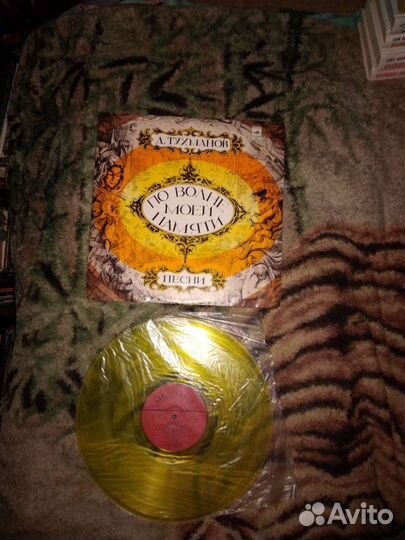 Д. ТУХМАНОВ
ПО ВОЛНЕ
МОЕЙ
ПАМЯТИ
ПЕСНИ
Avito